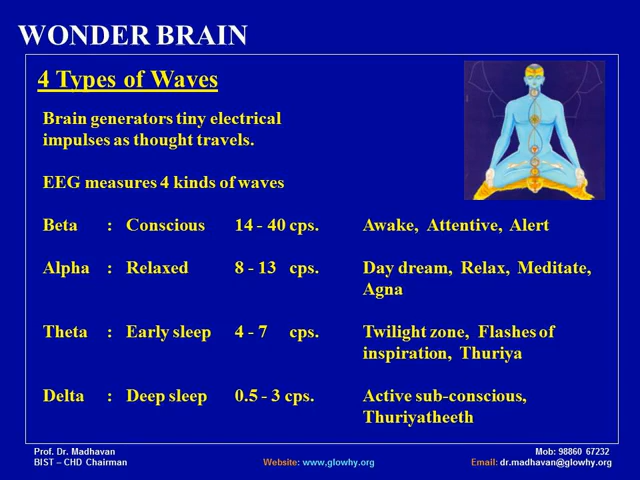 WONDER BRAIN
4 Types of Waves
Brain generators tiny electrical
impulses as thought travels.
EEG measures 4 kinds of waves
Beta : Conscious 14 - 40 cps. Awake, Attentive, Alert
Alpha : Relaxed 8 - 13 cps. Day dream, Relax, Meditate,
Agna
Theta : Early sleep 4 - 7 cps. Twilight zone, Flashes of
inspiration, Thuriya
Delta : Deep sleep 0.5 - 3 cps. Active sub-conscious,
Thuriyatheeth
Prof. Dr. Madhavan Mob: 98860 67232
BIST – CHD Chairman Website: www.glowhy.org Email: dr.madhavan@glowhy.org